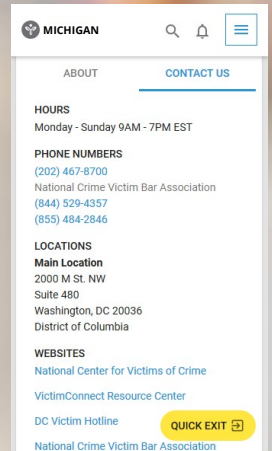 MICHIGAN
ABOUT
CONTACT US
HOURS
Monday - Sunday 9AM - 7PM EST
PHONE NUMBERS
(202) 467-8700
National Crime Victim Bar Association
(844) 529-4357
(855) 484-2846
LOCATIONS
Main Location
2000 M St. NW
Suite 480
Washington, DC 20036
District of Columbia
WEBSITES
National Center for Victims of Crime
VictimConnect Resource Center
DC Victim Hotline
QUICK EXIT
National Crime Victim Bar Association